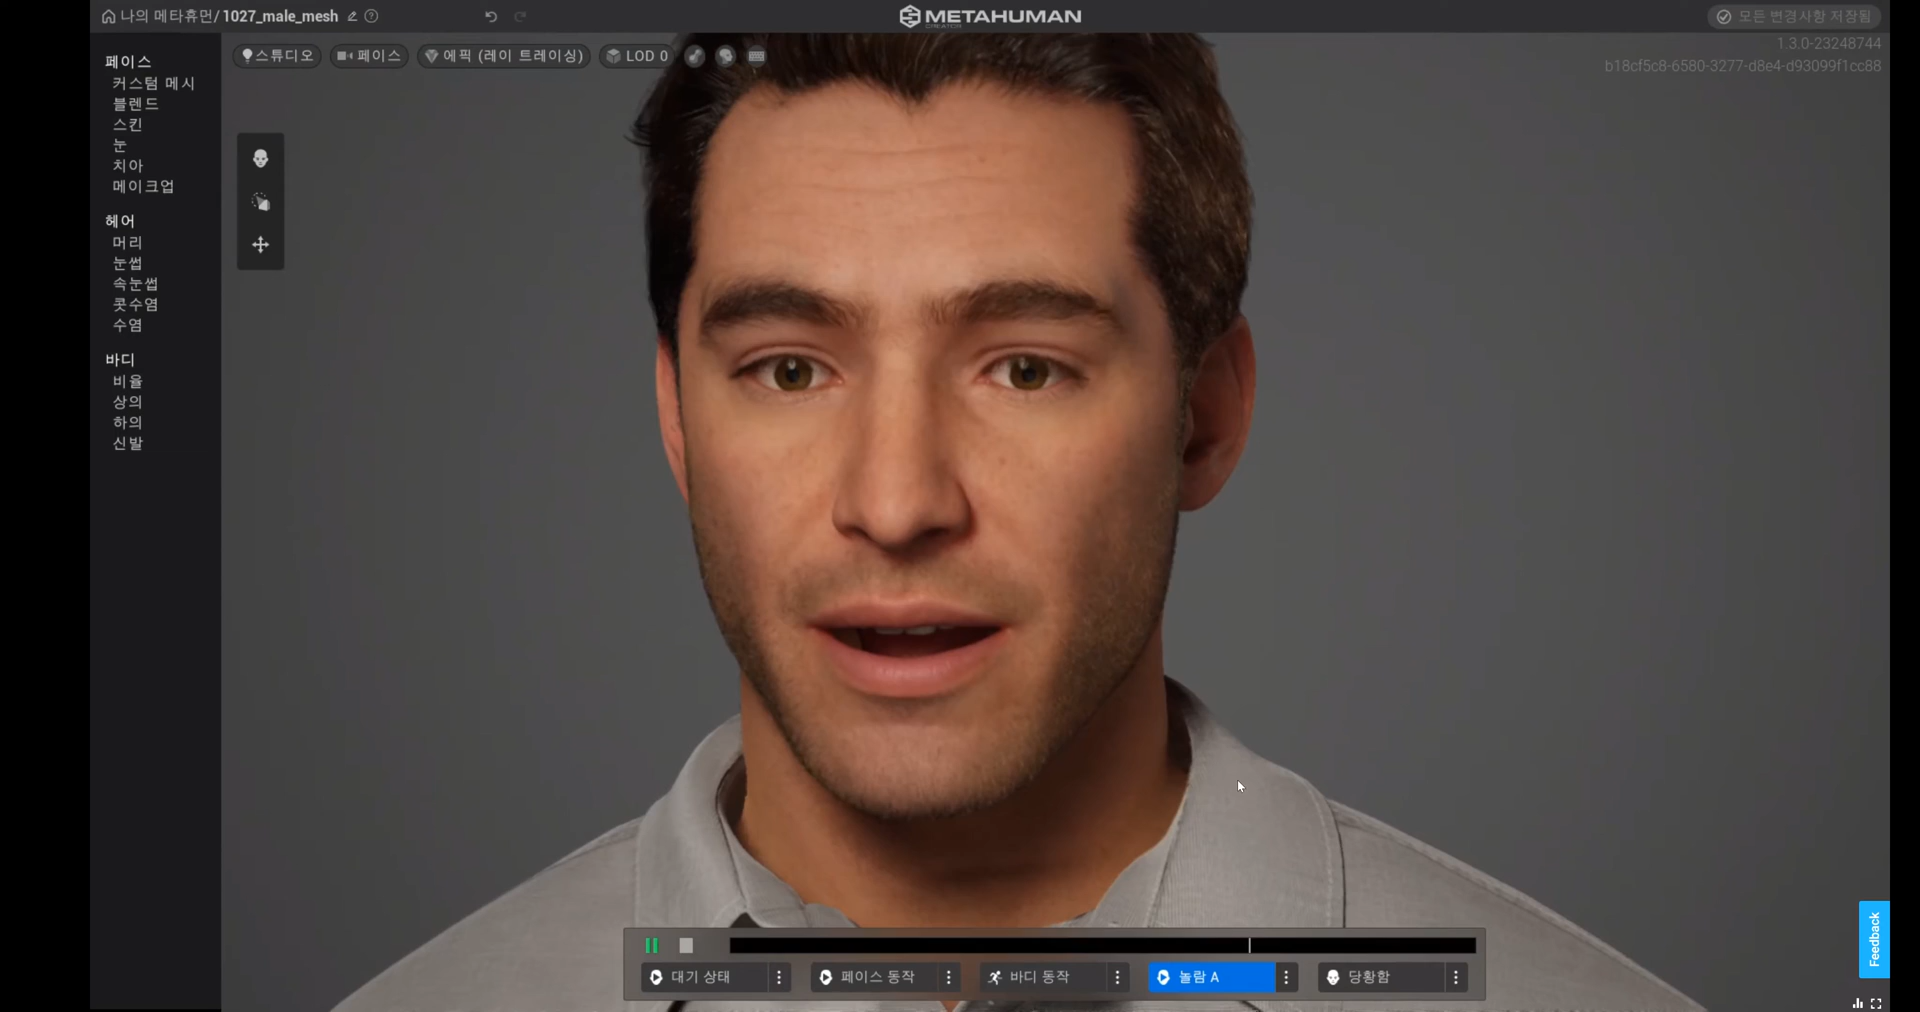 나의 메타휴먼/ 1027_male_mesh
METAHUMAN
CREATOR
모든 변경사항 저장됨
1.3.0-23248744
b18cf5c8-6580-3277-d8e4-d93099f1cc88
스튜디오
페이스
에픽 (레이 트레이싱)
LOD 0
페이스
커스텀 메시
블렌드
스킨
눈
치아
메이크업
헤어
머리
눈썹
속눈썹
콧수염
수염
바디
비율
상의
하의
신발
대기 상태
페이스 동작
바디 동작
놀람 A
당황함
Feedback